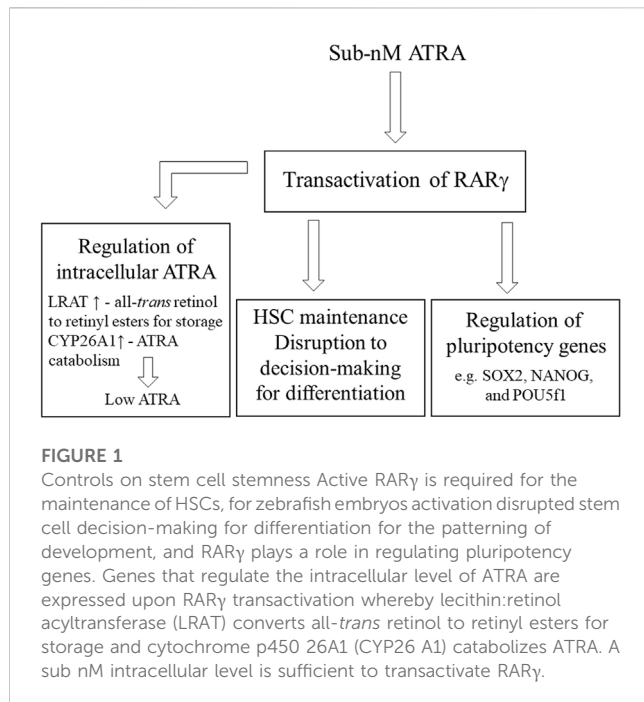 Sub-nM ATRA
Transactivation of RARγ
Regulation of
intracellular ATRA
LRAT ↑ - all-trans retinol
to retinyl esters for storage
CYP26A1↑ - ATRA
catabolism
Low ATRA
HSC maintenance
Disruption to
decision-making
for differentiation
Regulation of
pluripotency genes
e.g. SOX2, NANOG,
and POU5f1
FIGURE 1
Controls on stem cell stemness Active RARγ is required for the
maintenance of HSCs, for zebrafish embryos activation disrupted stem
cell decision-making for differentiation for the patterning of
development, and RARγ plays a role in regulating pluripotency
genes. Genes that regulate the intracellular level of ATRA are
expressed upon RARγ transactivation whereby lecithin:retinol
acyltransferase (LRAT) converts all-trans retinol to retinyl esters for
storage and cytochrome p450 26A1 (CYP26 A1) catabolizes ATRA. A
sub nM intracellular level is sufficient to transactivate RARγ.